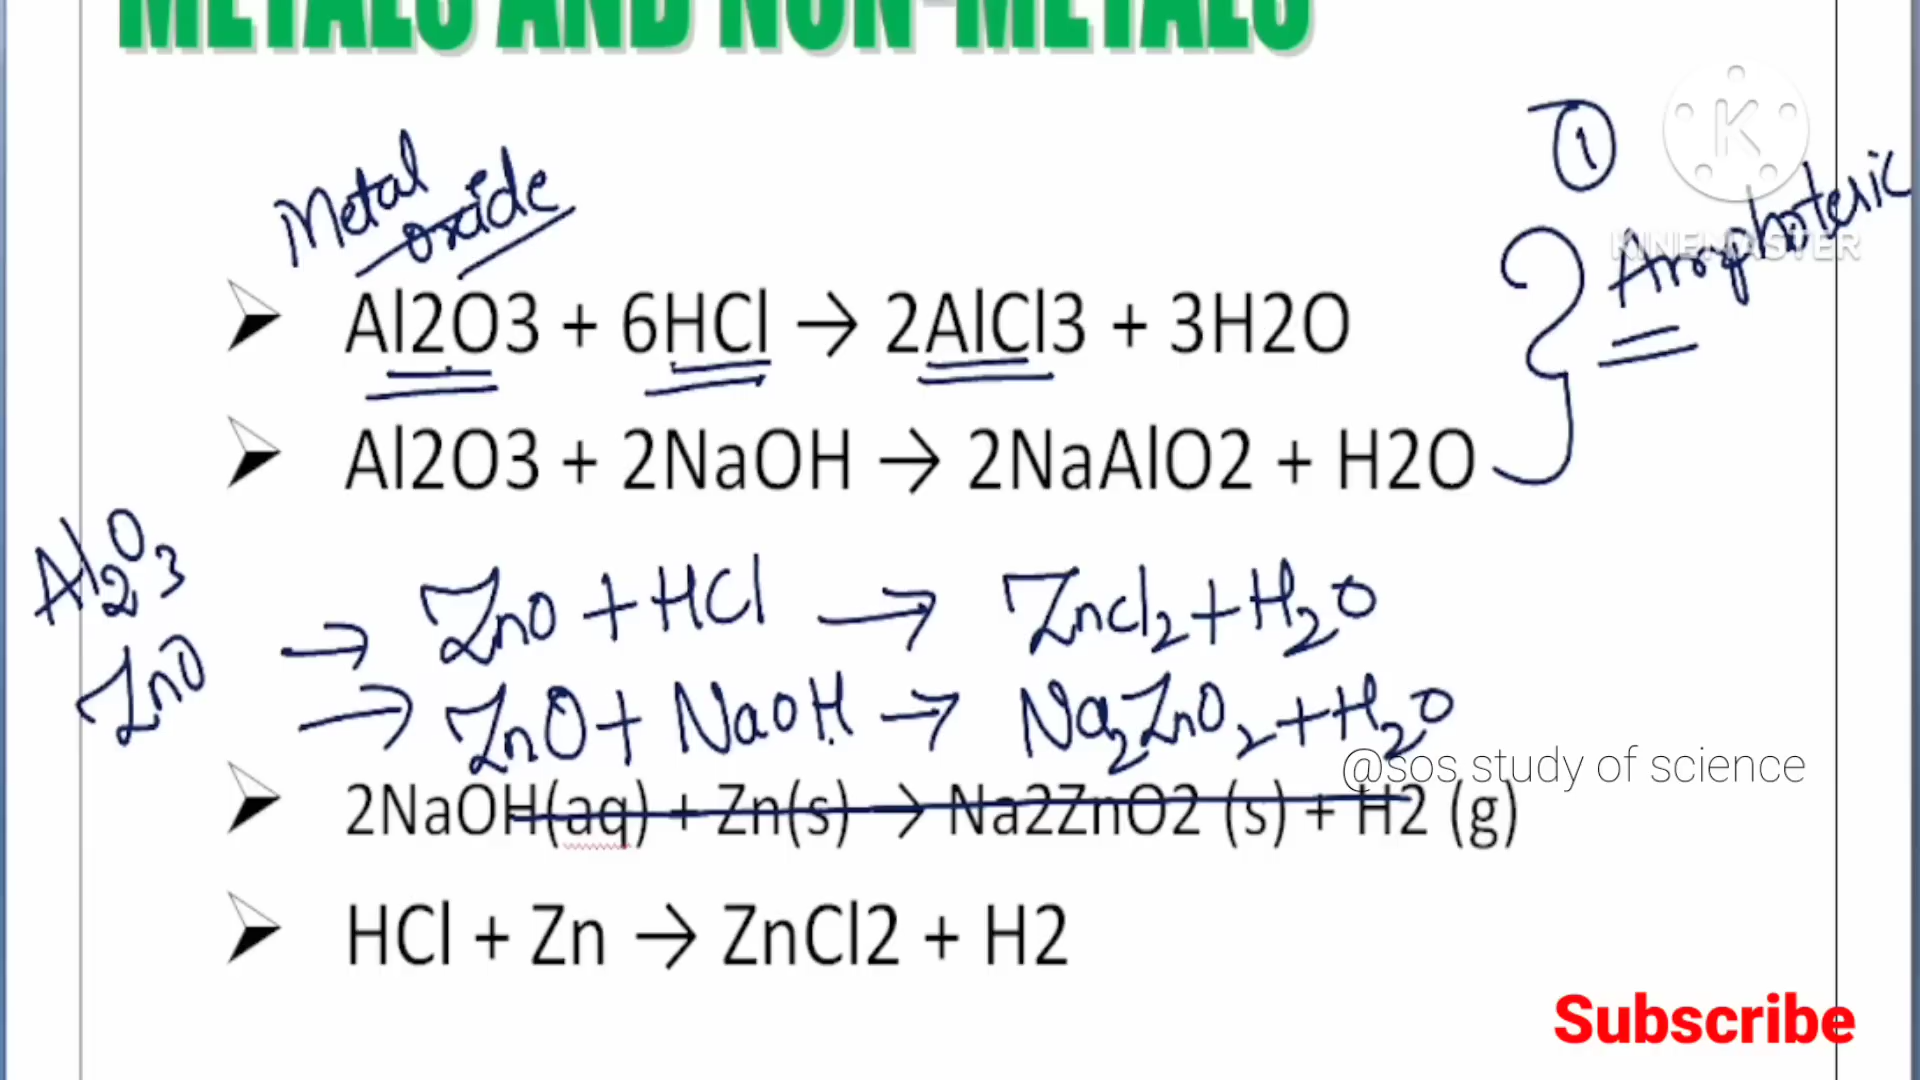 METALS AND NON-METALS
①
K
KINEMASTER
Metal
oxide
Amphoteric
Al2O3 + 6HCl → 2AlCl3 + 3H2O
Al2O3 + 2NaOH → 2NaAlO2 + H2O
Al₂O₃
ZnO
→ ZnO + HCl → Zncl₂ + H₂O
→ ZnO + NaOH → Na₂ZnO₂ + H₂O
@sos study of science
2NaOH(aq) + Zn(s) → Na2ZnO2 (s) + H2 (g)
HCl + Zn → ZnCl2 + H2
Subscribe